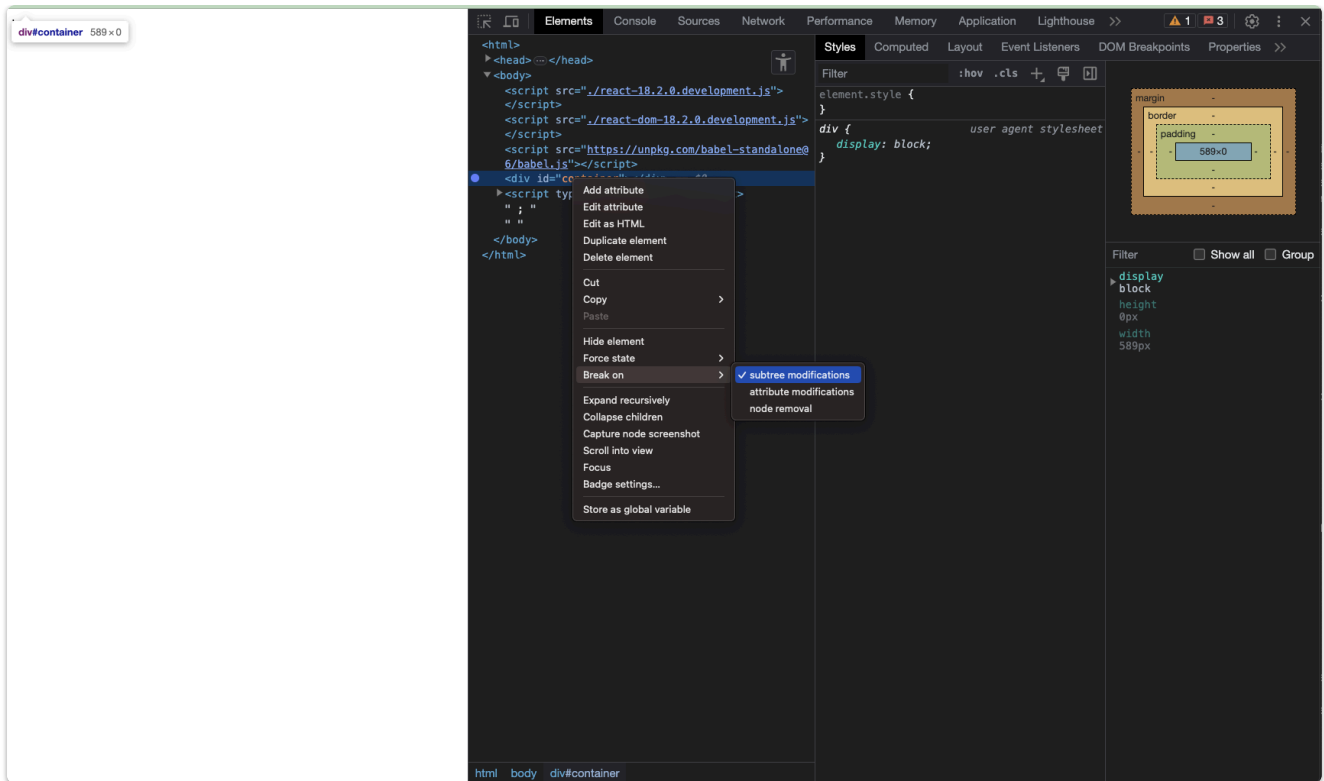 div#container 589×0
Elements Console Sources Network Performance Memory Application Lighthouse 1 3
<html>
<head> … </head>
<body>
<script src="./react-18.2.0.development.js">
</script>
<script src="./react-dom-18.2.0.development.js">
</script>
<script src="https://unpkg.com/babel-standalone@
6/babel.js"></script>
<div id="container"
<script typ >
" ; "
" "
</body>
</html>
Add attribute
Edit attribute
Edit as HTML
Duplicate element
Delete element
Cut
Copy
Paste
Hide element
Force state
Break on
Expand recursively
Collapse children
Capture node screenshot
Scroll into view
Focus
Badge settings...
Store as global variable
subtree modifications
attribute modifications
node removal
html body div#container
Styles Computed Layout Event Listeners DOM Breakpoints Properties
Filter :hov .cls
element.style {
}
div { user agent stylesheet
display: block;
}
margin -
border -
padding -
- - - 589×0 - - -
-
-
-
Filter Show all Group
display
block
height
0px
width
589px